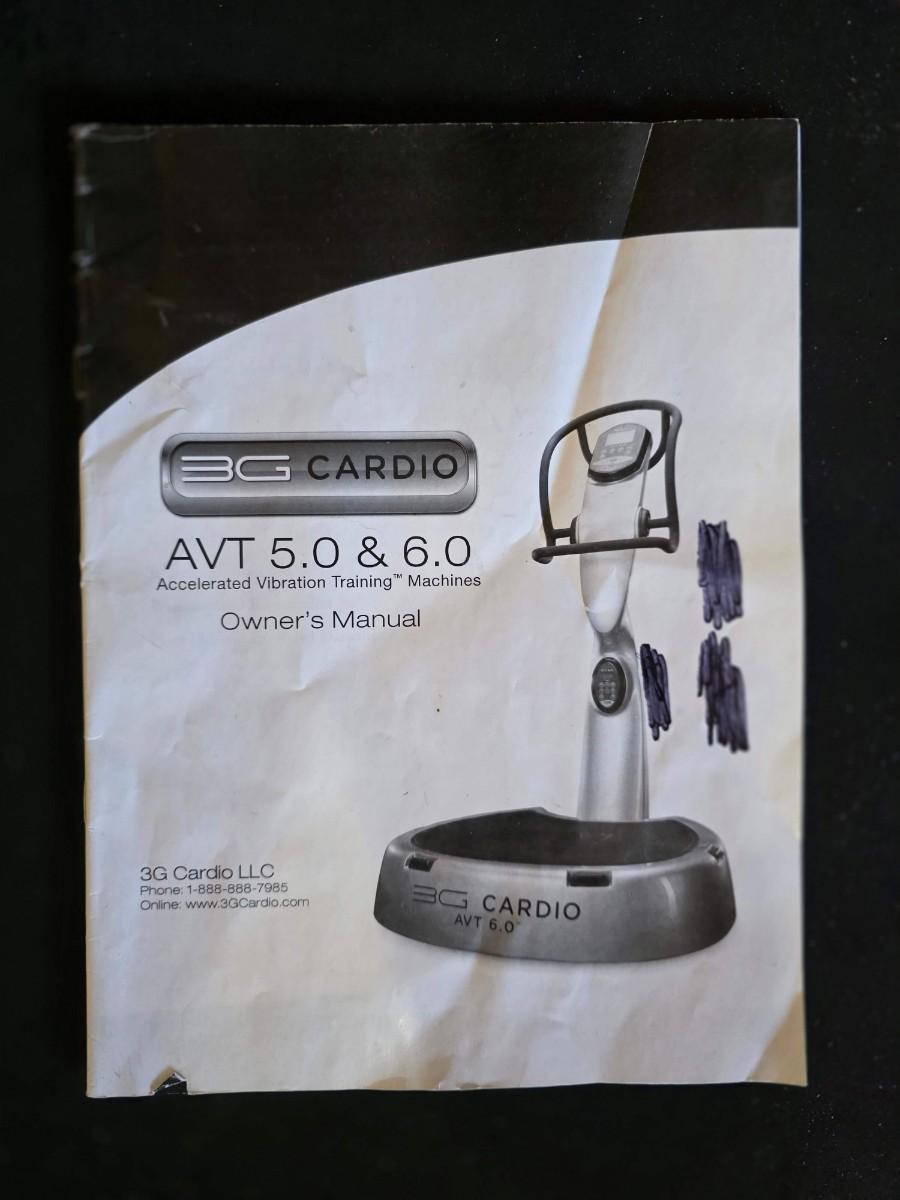 3G CARDIO
AVT 5.0 & 6.0
Accelerated Vibration Training™ Machines
Owner's Manual
3G Cardio LLC
Phone: 1-888-888-7985
Online: www.3GCardio.com
3G CARDIO
AVT 6.0™